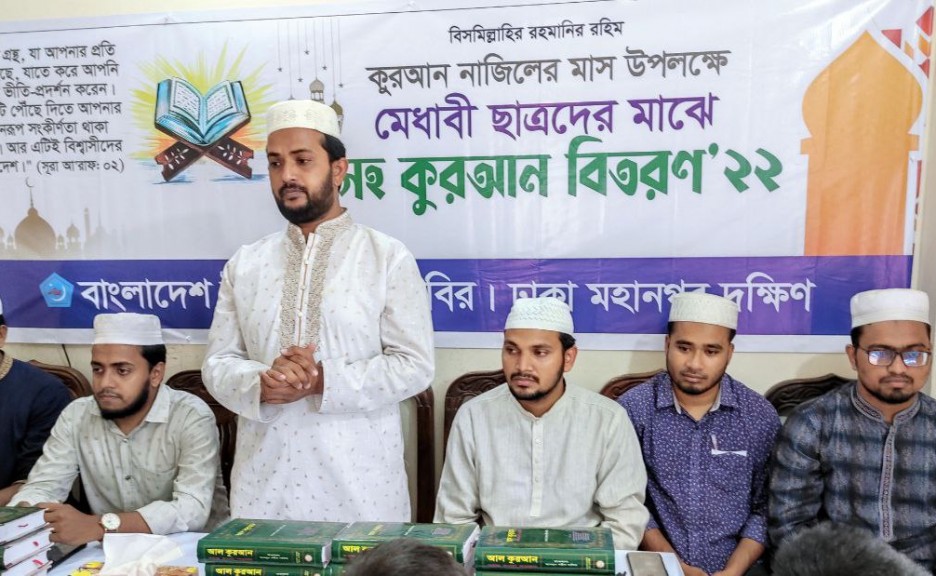 গ্রন্থ, যা আপনার প্রতি
ছে, যাতে করে আপনি
ভীতি-প্রদর্শন করেন।
টি পৌঁছে দিতে আপনার
নরূপ সংকীর্ণতা থাকা
। আর এটিই বিশ্বাসীদের
দেশ।" (সূরা আ'রাফ: ০২)
বিসমিল্লাহির রহমানির রহিম
কুরআন নাজিলের মাস উপলক্ষে
মেধাবী ছাত্রদের মাঝে
সহ কুরআন বিতরণ'২২
বাংলাদেশ বির। ঢাকা মহানগর দক্ষিণ
আল কুরআন
আল কুরআন
আল কুরআন